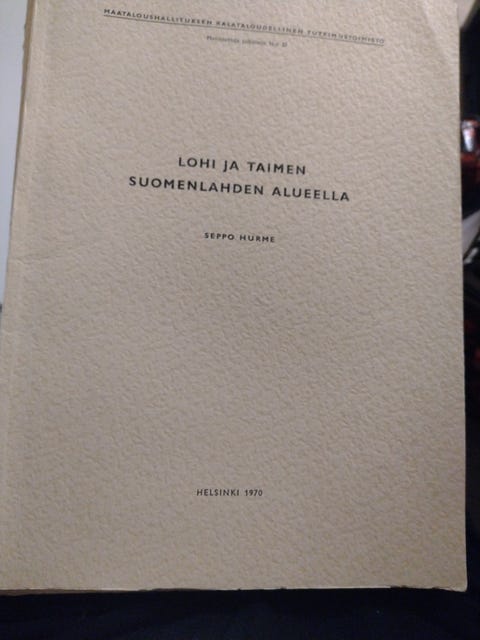 MAATALOUSHALLITUKSEN KALATALOUDELLINEN TUTKIMUSTOIMISTO
LOHI JA TAIMEN
SUOMENLAHDEN ALUEELLA
SEPPO HURME
HELSINKI 1970